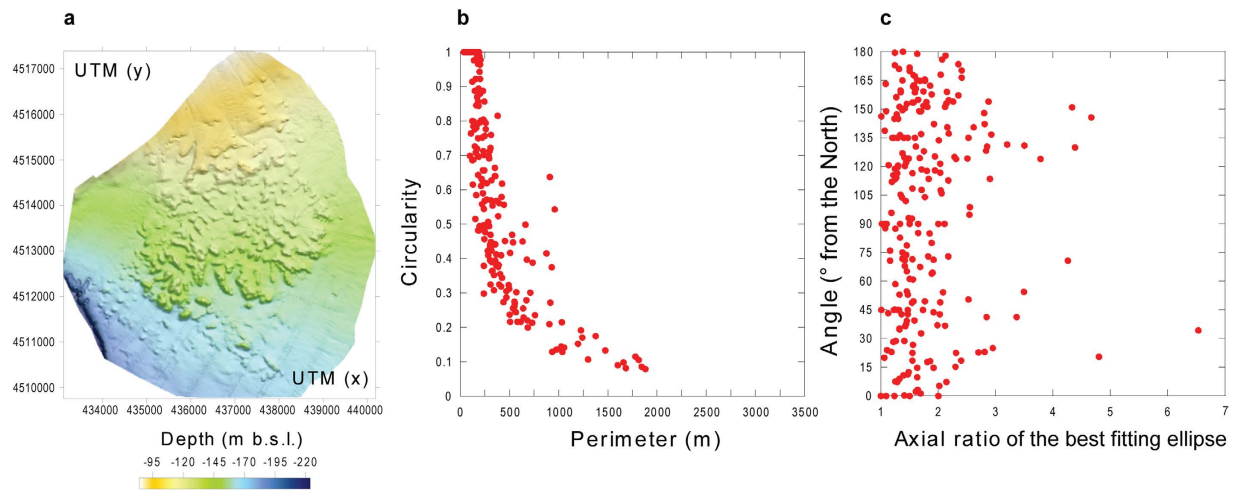 a
UTM (y)
4517000
4516000
4515000
4514000
4513000
4512000
4511000
4510000
UTM (x)
434000 435000 436000 437000 438000 439000 440000
Depth (m b.s.l.)
-95 -120 -145 -170 -195 -220
b
Circularity
1
0.9
0.8
0.7
0.6
0.5
0.4
0.3
0.2
0.1
0
0 500 1000 1500 2000 2500 3000 3500
Perimeter (m)
c
Angle (° from the North)
180
165
150
135
120
105
90
75
60
45
30
15
0
1 2 3 4 5 6 7
Axial ratio of the best fitting ellipse